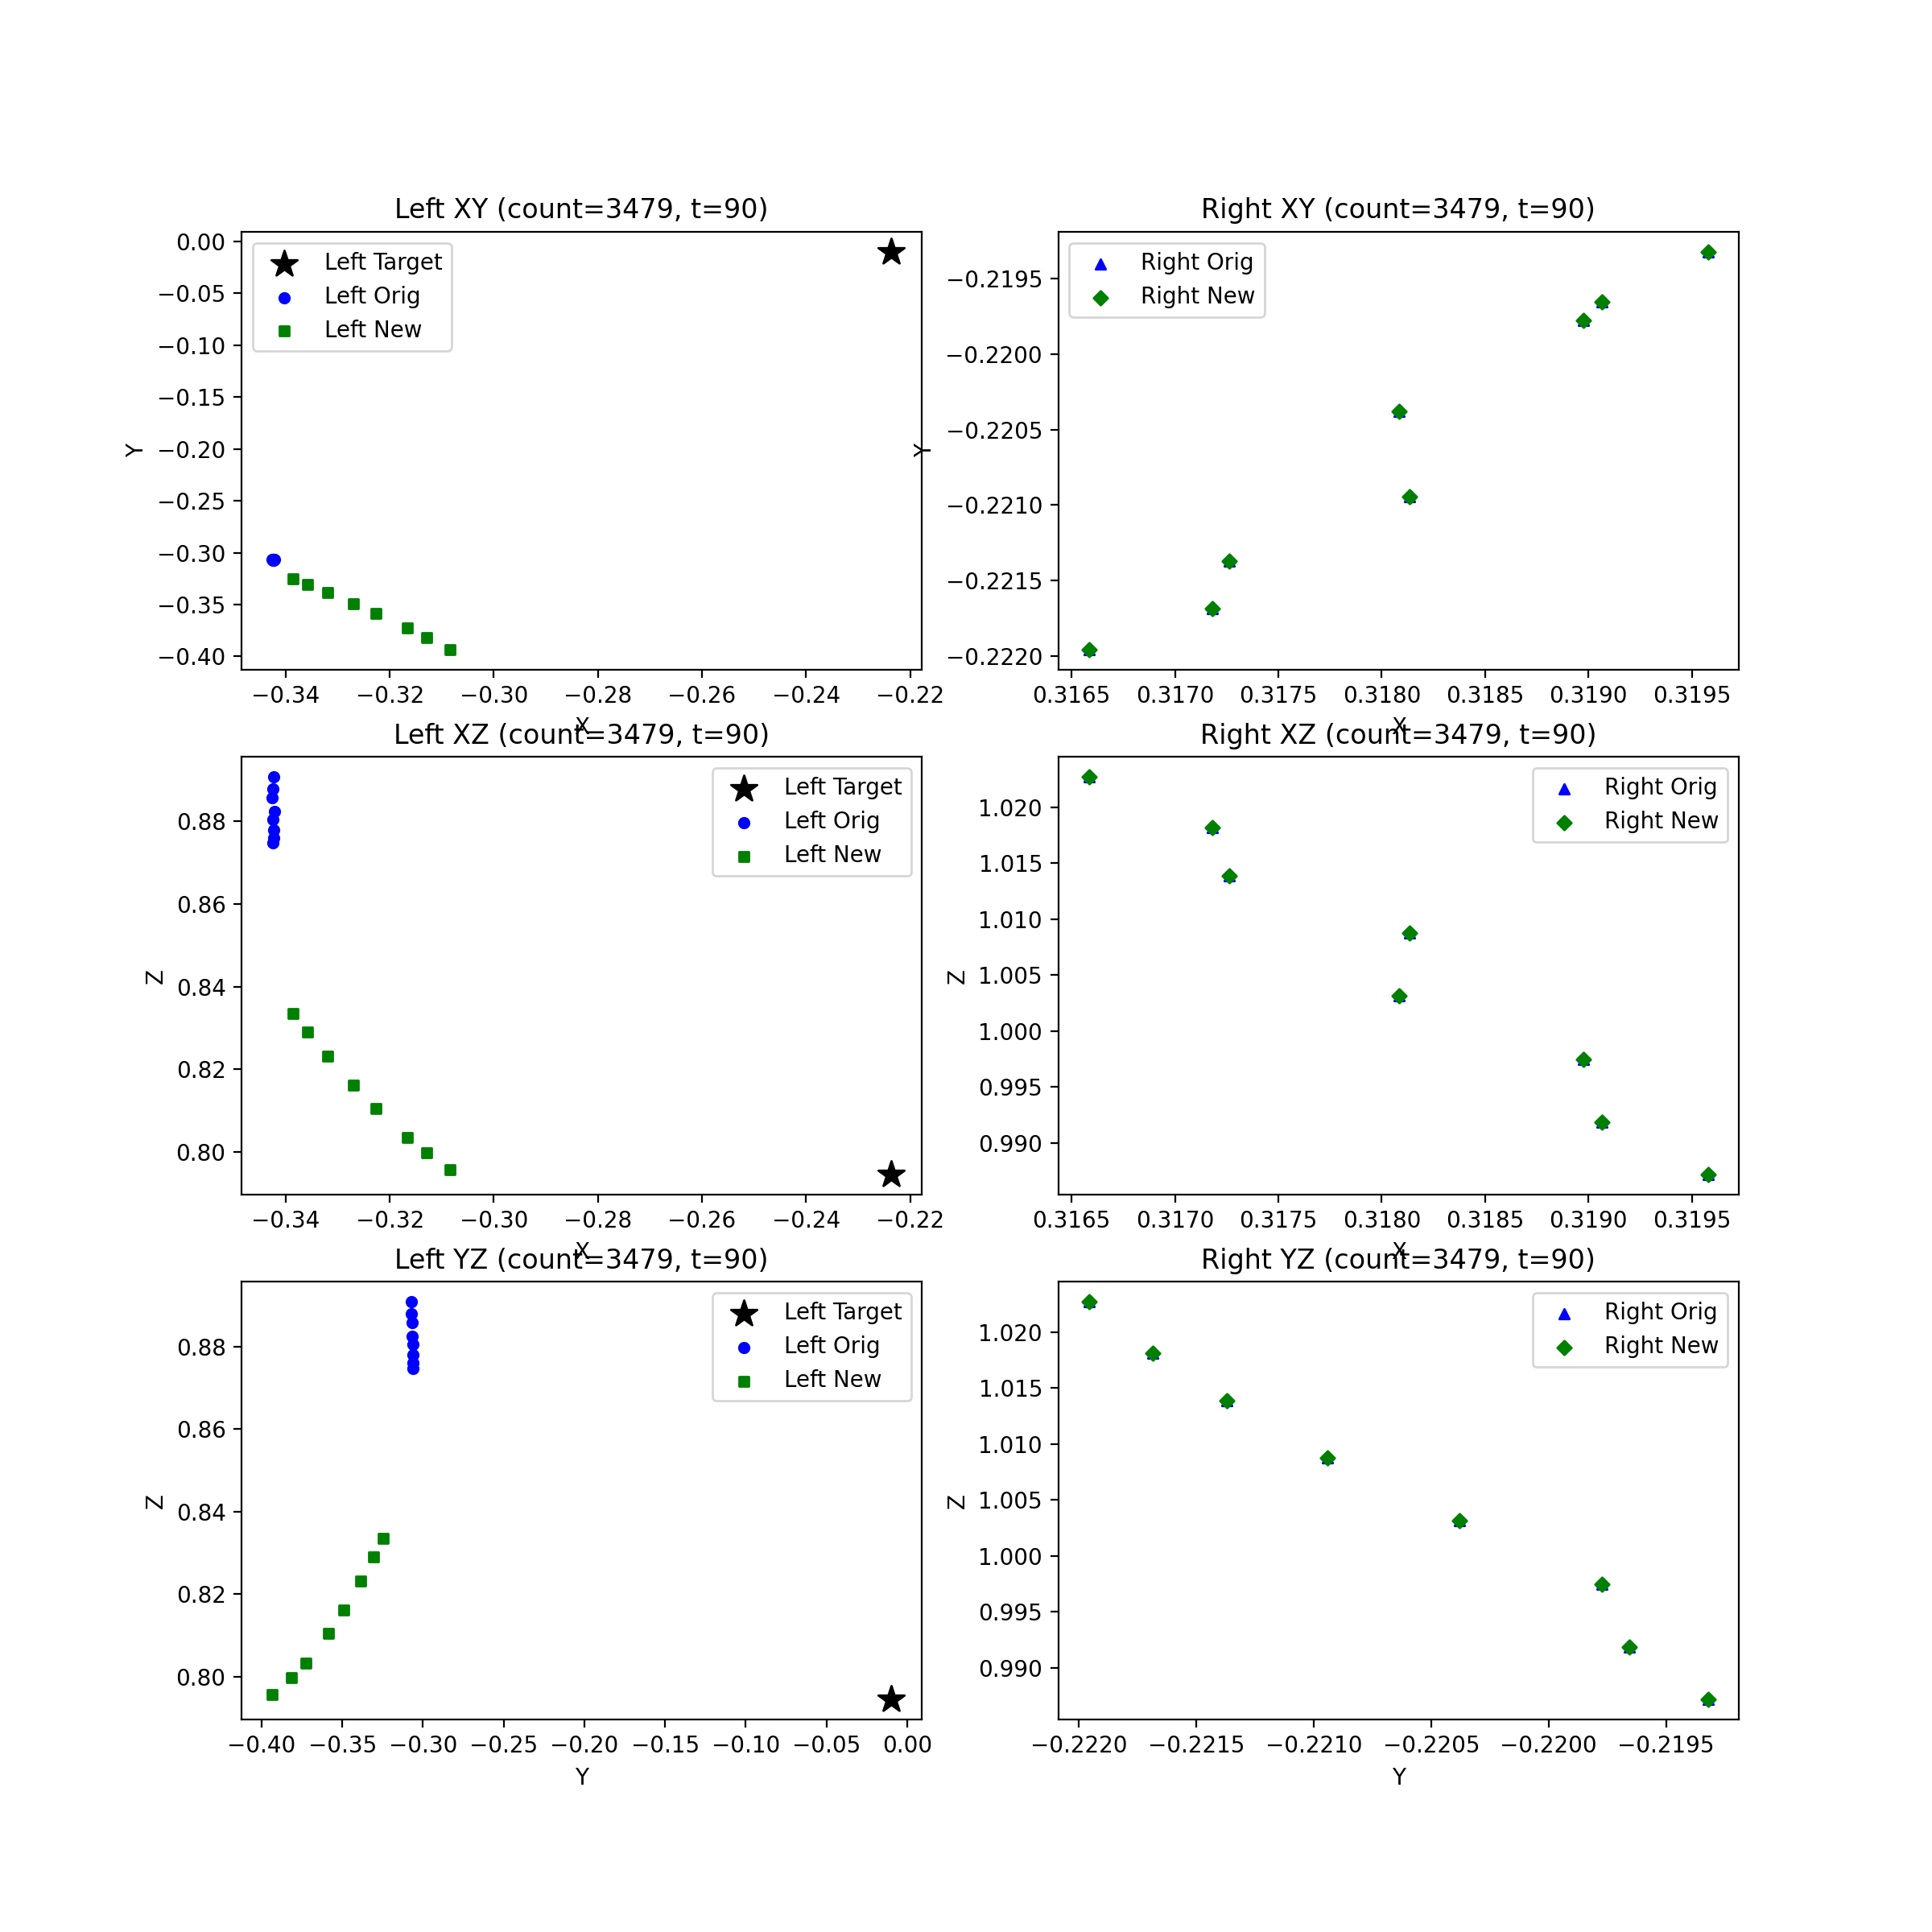 Left XY (count=3479, t=90)
Right XY (count=3479, t=90)
0.00
−0.05
−0.10
−0.15
−0.20
−0.25
−0.30
−0.35
−0.40
Y
Left Target
Left Orig
Left New
−0.34 −0.32 −0.30 −0.28 −0.26 −0.24 −0.22
X
−0.2195
−0.2200
−0.2205
−0.2210
−0.2215
−0.2220
Y
Right Orig
Right New
0.3165 0.3170 0.3175 0.3180 0.3185 0.3190 0.3195
X
Left XZ (count=3479, t=90)
Right XZ (count=3479, t=90)
0.88
0.86
0.84
0.82
0.80
Z
Left Target
Left Orig
Left New
−0.34 −0.32 −0.30 −0.28 −0.26 −0.24 −0.22
X
1.020
1.015
1.010
1.005
1.000
0.995
0.990
Z
Right Orig
Right New
0.3165 0.3170 0.3175 0.3180 0.3185 0.3190 0.3195
X
Left YZ (count=3479, t=90)
Right YZ (count=3479, t=90)
0.88
0.86
0.84
0.82
0.80
Z
Left Target
Left Orig
Left New
−0.40 −0.35 −0.30 −0.25 −0.20 −0.15 −0.10 −0.05 0.00
Y
1.020
1.015
1.010
1.005
1.000
0.995
0.990
Z
Right Orig
Right New
−0.2220 −0.2215 −0.2210 −0.2205 −0.2200 −0.2195
Y